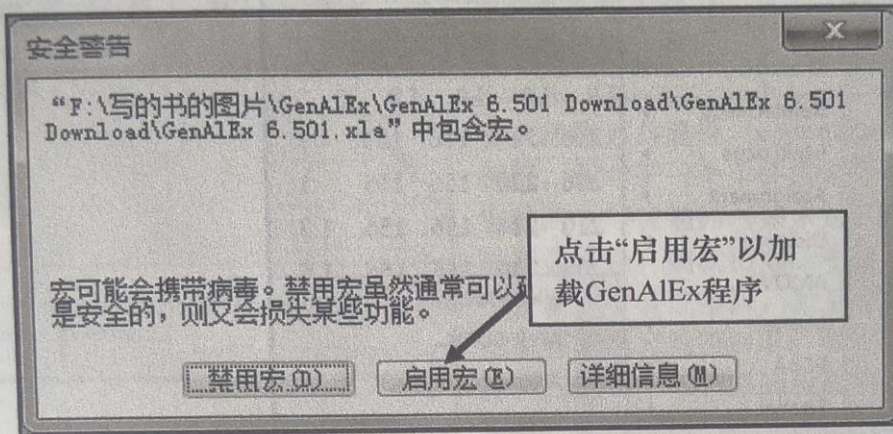 安全警告
“F:\写的书的图片\GenAlEx\GenAlEx 6.501 Download\GenAlEx 6.501
Download\GenAlEx 6.501.xla”中包含宏。
点击“启用宏”以加
载GenAlEx程序
宏可能会携带病毒。禁用宏虽然通常可以
是安全的，则又会损失某些功能。
禁用宏(D)
启用宏(E)
详细信息(M)